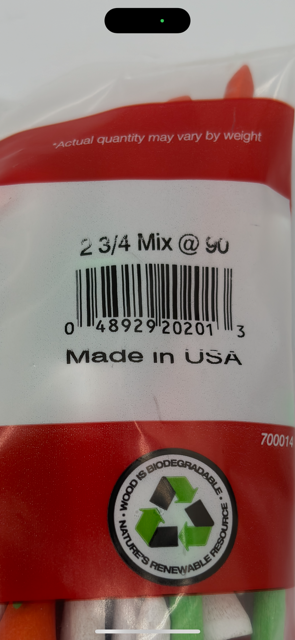 *Actual quantity may vary by weight
2 3/4 Mix @ 90
0 48929 20201 3
Made in USA
700014
• WOOD IS BIODEGRADABLE •
NATURE'S RENEWABLE RESOURCE